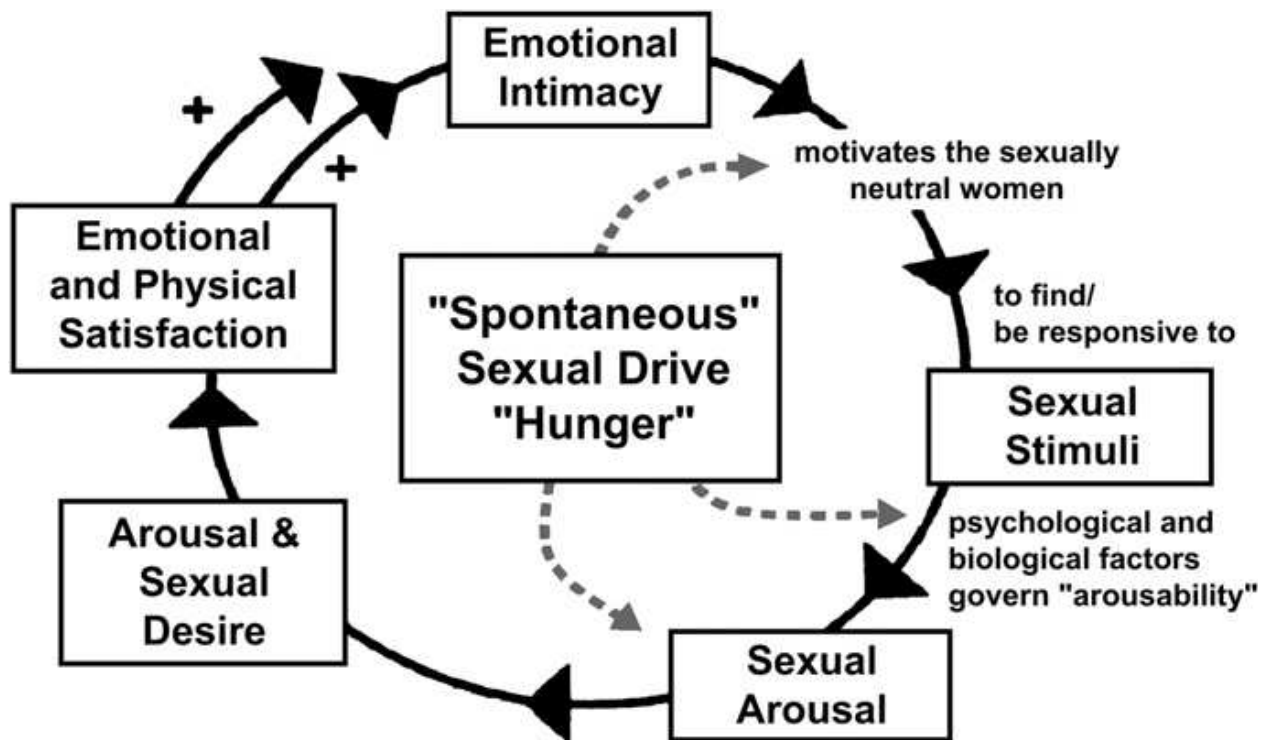 Emotional
Intimacy
+
+
motivates the sexually
neutral women
Emotional
and Physical
Satisfaction
"Spontaneous"
Sexual Drive
"Hunger"
to find/
be responsive to
Sexual
Stimuli
psychological and
biological factors
govern "arousability"
Arousal &
Sexual
Desire
Sexual
Arousal